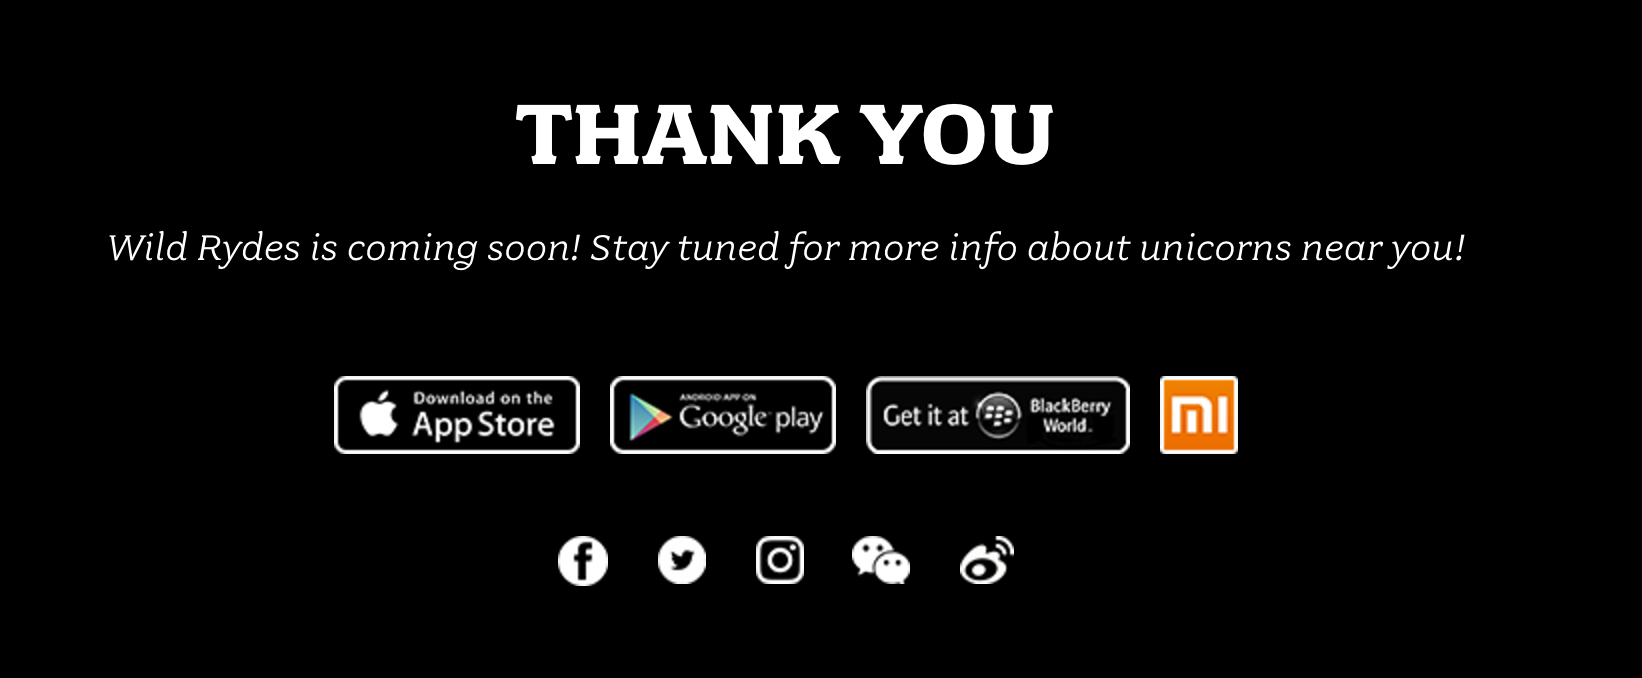 THANK YOU
Wild Rydes is coming soon! Stay tuned for more info about unicorns near you!
Download on the
App Store
ANDROID APP ON
Google play
Get it at
BlackBerry
World
mi